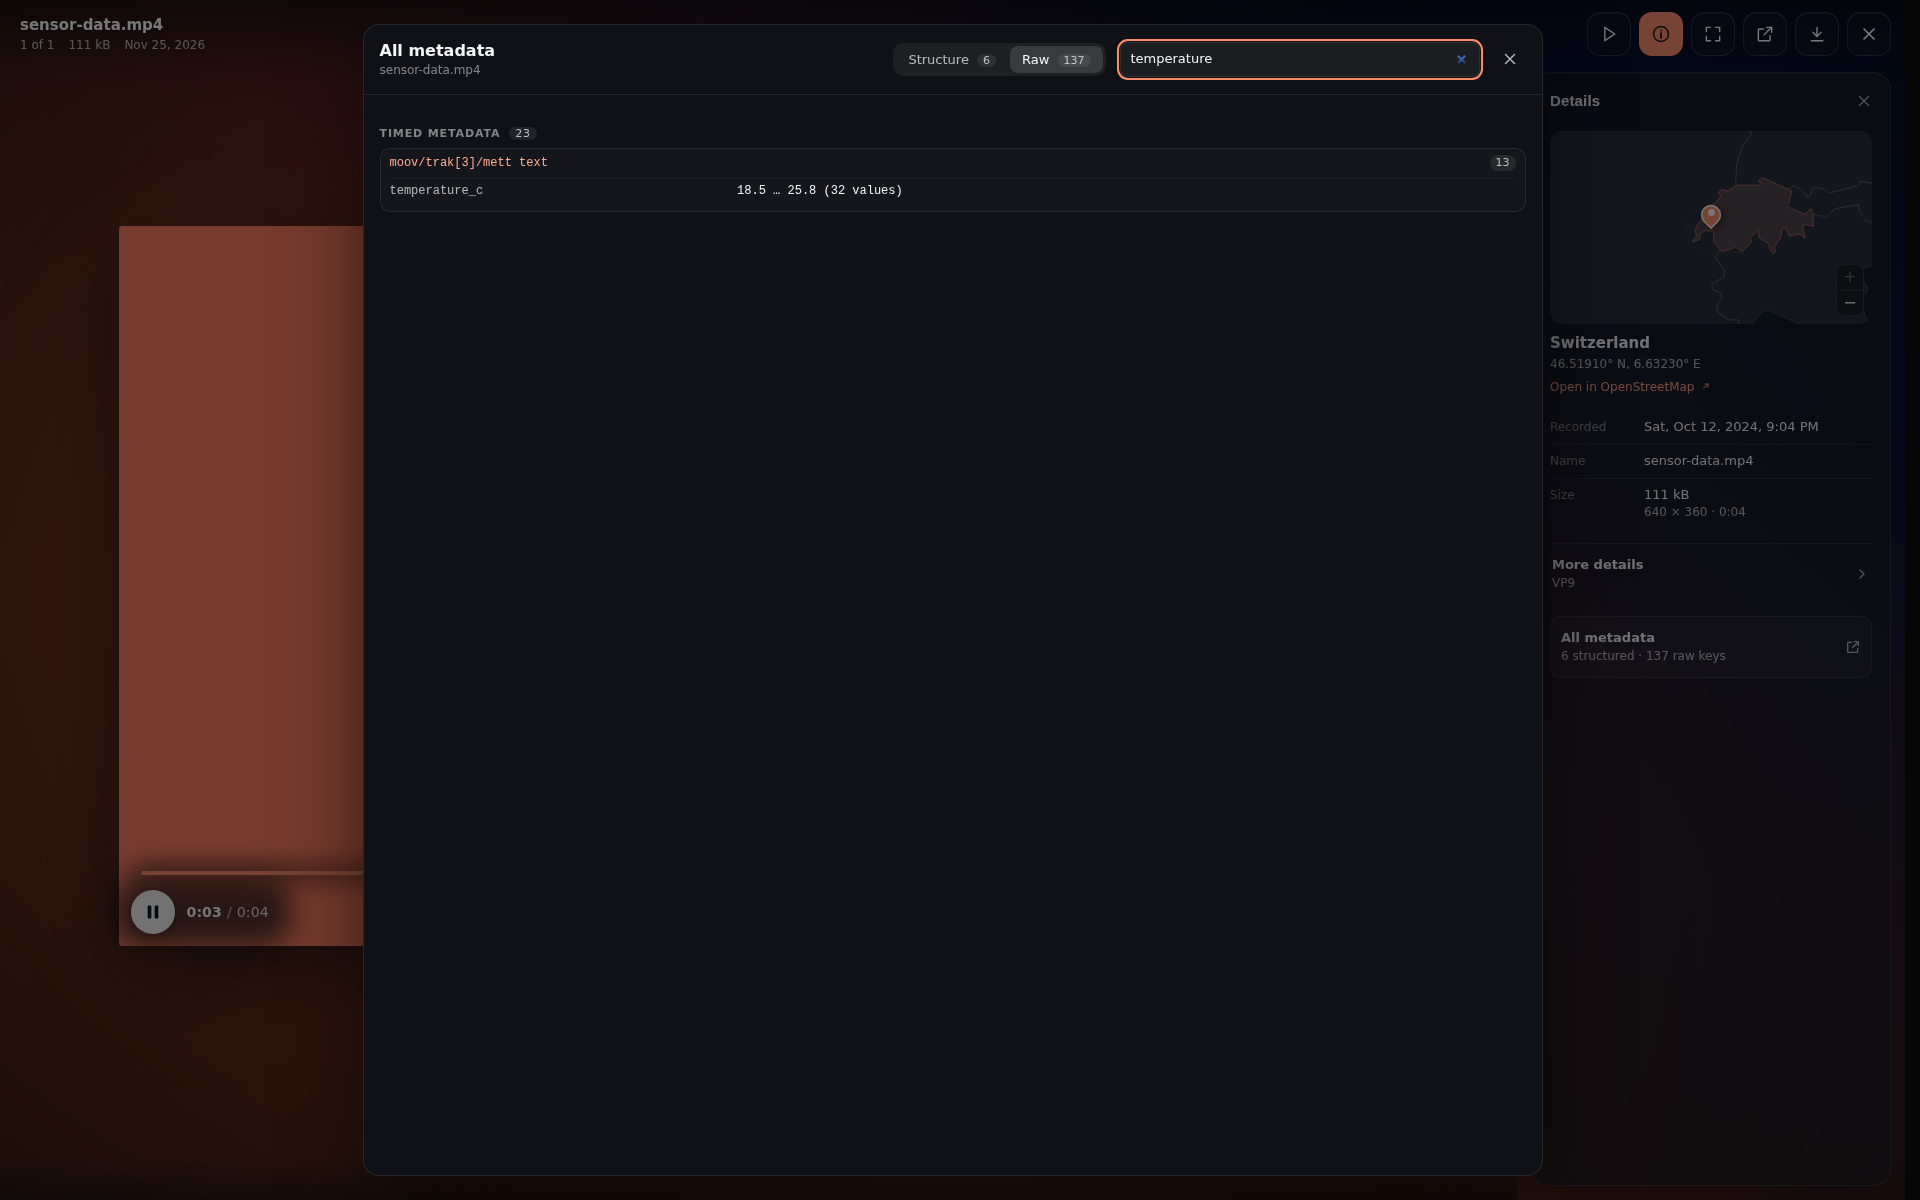 sensor-data.mp4
1 of 1 111 kB Nov 25, 2026
All metadata
sensor-data.mp4
Structure 6 Raw 137
temperature
TIMED METADATA 23
moov/trak[3]/mett text 13
temperature_c 18.5 … 25.8 (32 values)
0:03 / 0:04
Details
Switzerland
46.51910° N, 6.63230° E
Open in OpenStreetMap ↗
Recorded Sat, Oct 12, 2024, 9:04 PM
Name sensor-data.mp4
Size 111 kB
640 × 360 · 0:04
More details
VP9
All metadata
6 structured · 137 raw keys